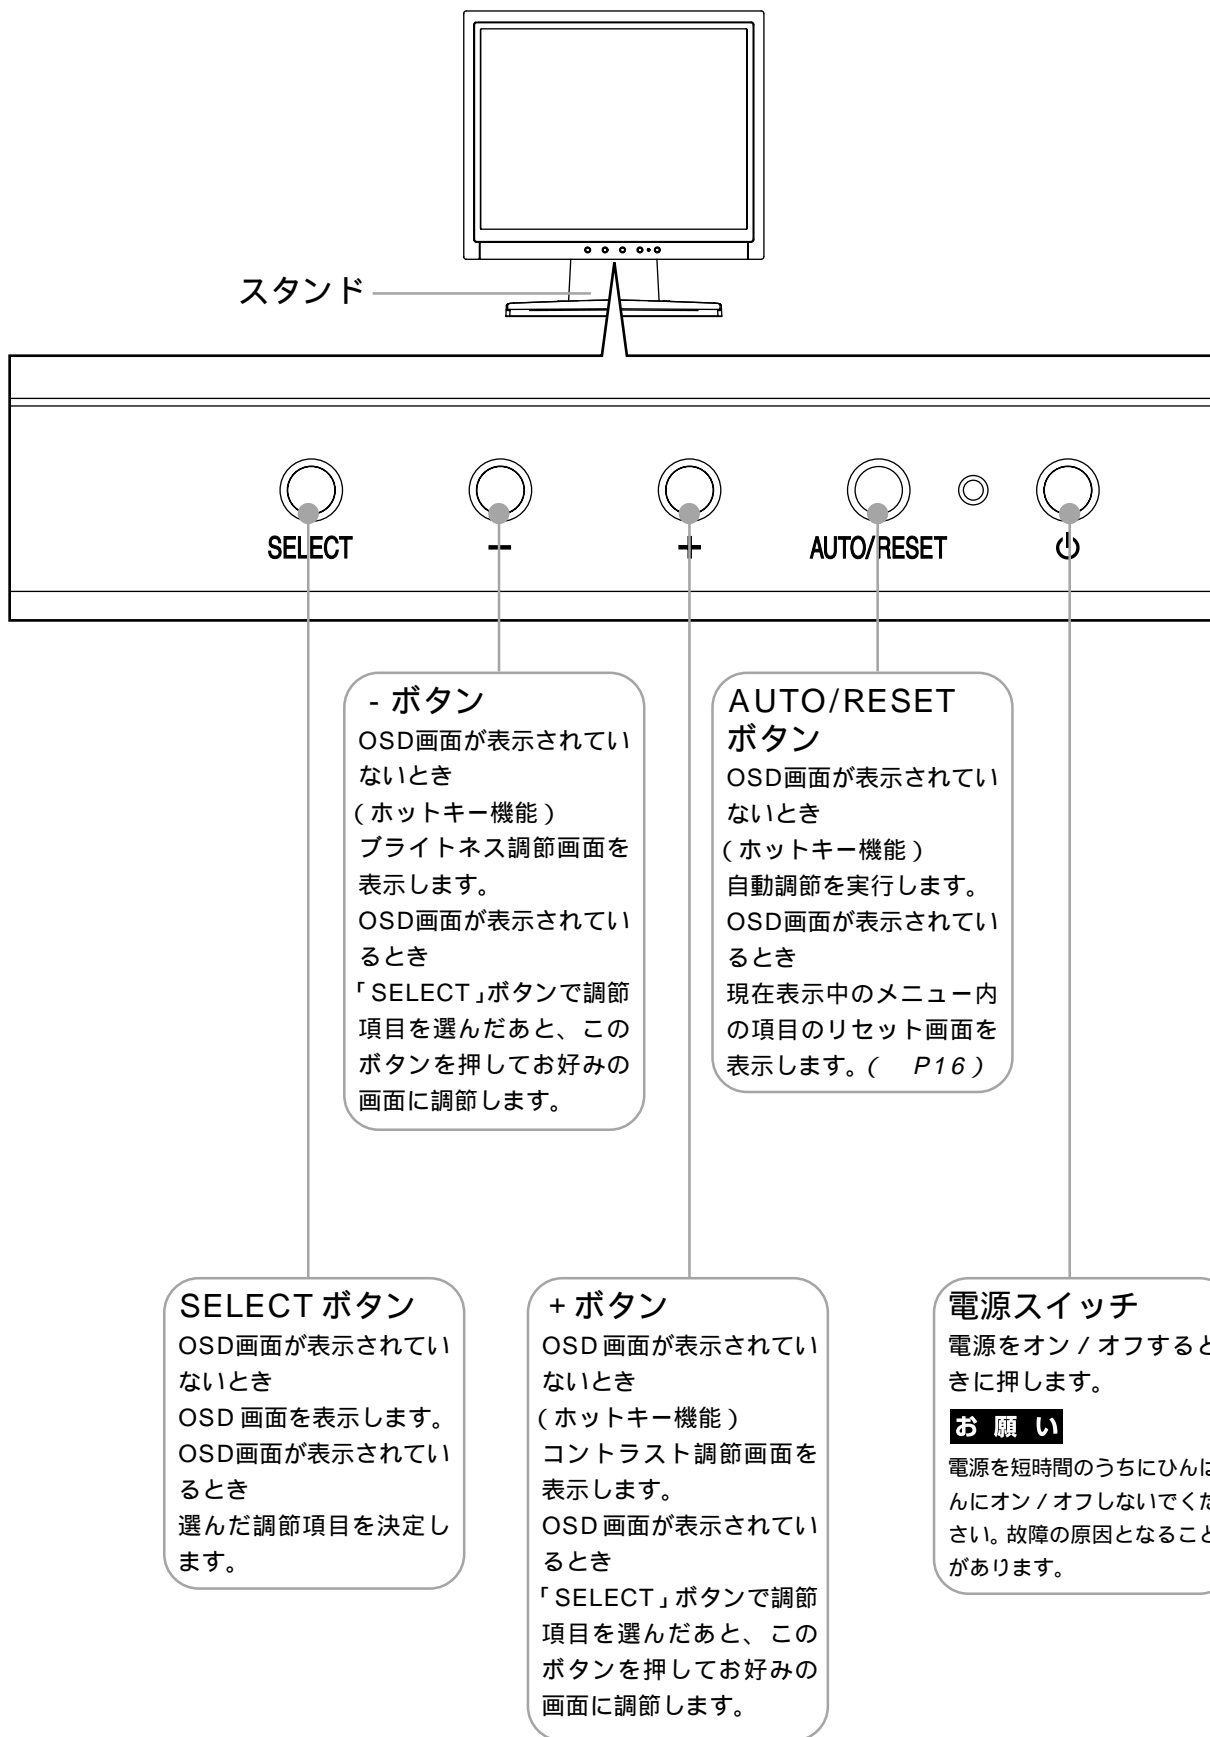 スタンド
SELECT
−
+
AUTO/RESET
- ボタン
OSD画面が表示されてい
ないとき
(ホットキー機能)
ブライトネス調節画面を
表示します。
OSD画面が表示されてい
るとき
「SELECT」ボタンで調節
項目を選んだあと、この
ボタンを押してお好みの
画面に調節します。
AUTO/RESET
ボタン
OSD画面が表示されてい
ないとき
(ホットキー機能)
自動調節を実行します。
OSD画面が表示されてい
るとき
現在表示中のメニュー内
の項目のリセット画面を
表示します。( P16)
SELECT ボタン
OSD画面が表示されてい
ないとき
OSD 画面を表示します。
OSD画面が表示されてい
るとき
選んだ調節項目を決定し
ます。
+ ボタン
OSD 画面が表示されてい
ないとき
(ホットキー機能)
コントラスト調節画面を
表示します。
OSD 画面が表示されてい
るとき
「SELECT」ボタンで調節
項目を選んだあと、この
ボタンを押してお好みの
画面に調節します。
電源スイッチ
電源をオン / オフすると
きに押します。
お 願 い
電源を短時間のうちにひんぱ
んにオン / オフしないでくだ
さい。故障の原因となること
があります。